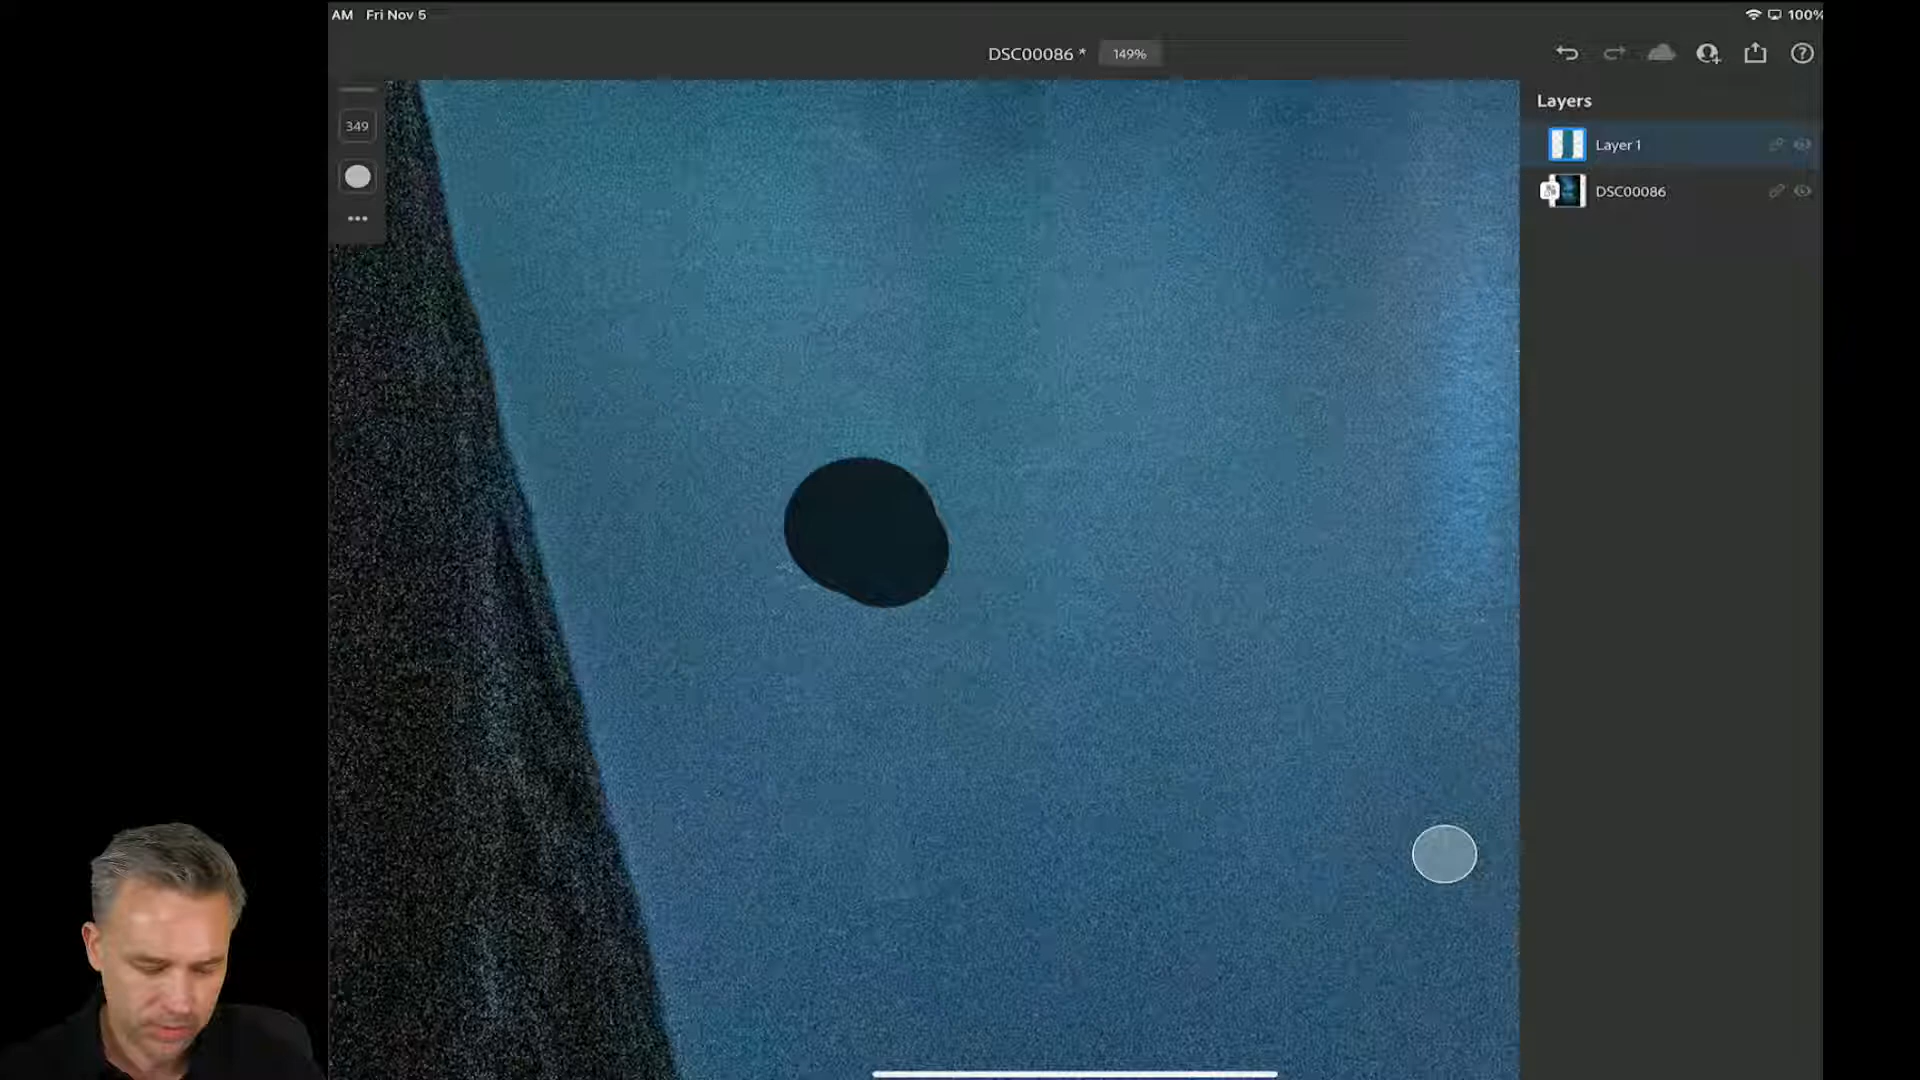 AM Fri Nov 5
100%
DSC00086 *
149%
349
Layers
Layer 1
DSC00086